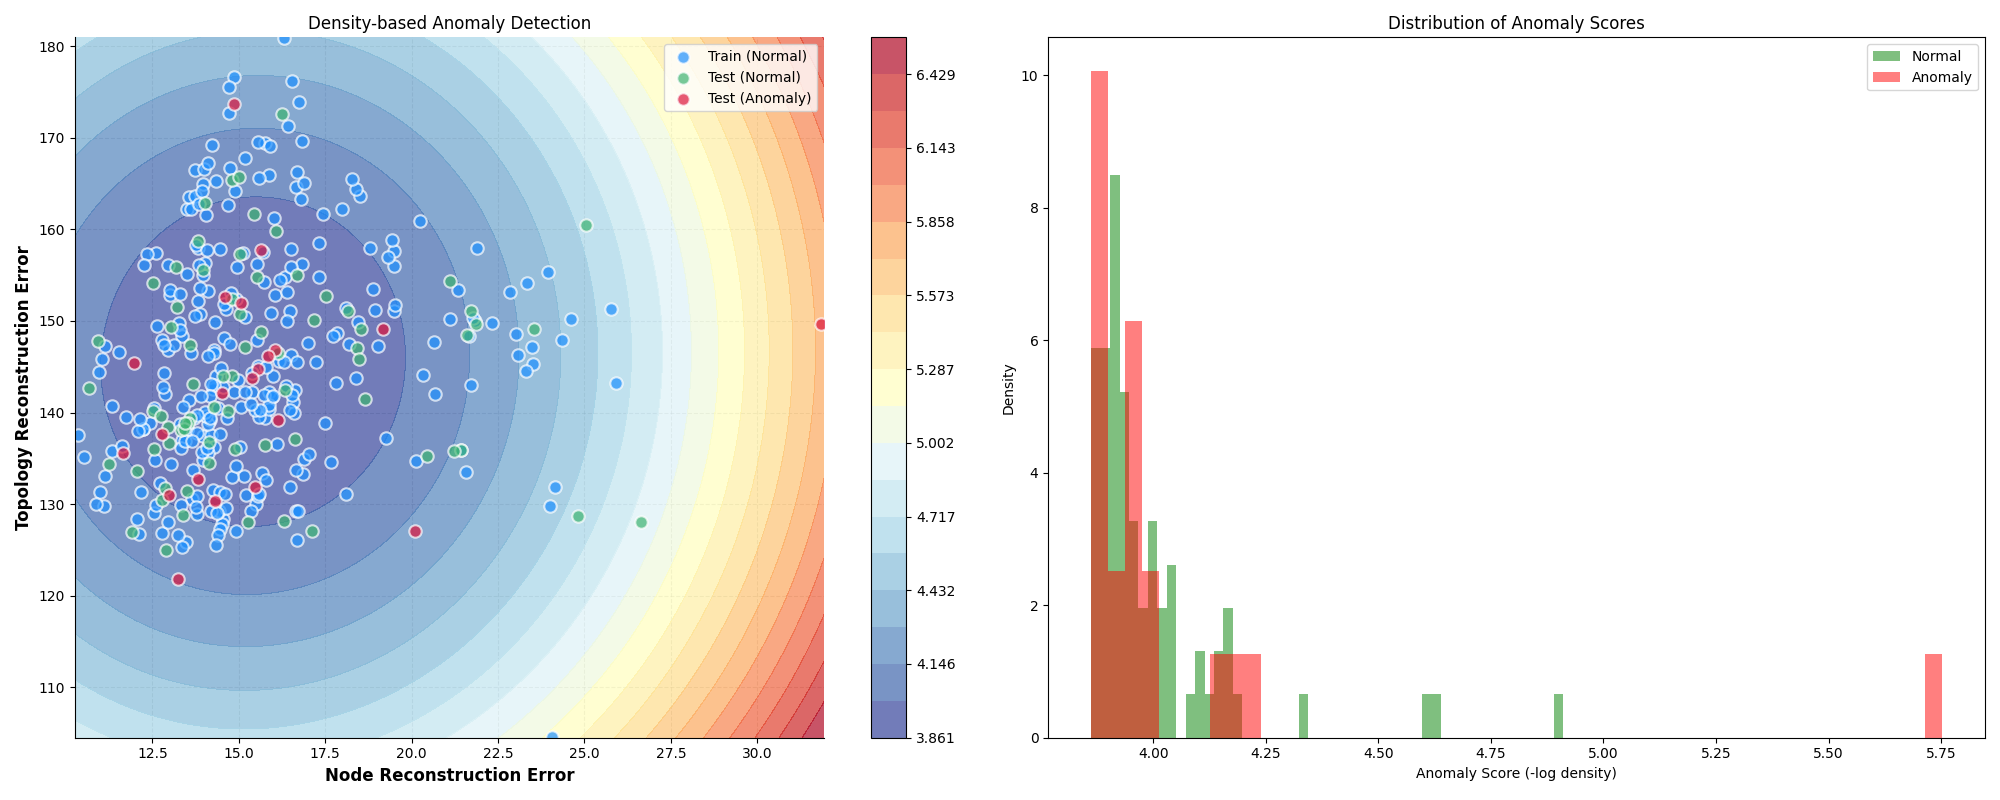 Density-based Anomaly Detection
Train (Normal)
Test (Normal)
Test (Anomaly)
Topology Reconstruction Error
180
170
160
150
140
130
120
110
12.5 15.0 17.5 20.0 22.5 25.0 27.5 30.0
Node Reconstruction Error
6.429
6.143
5.858
5.573
5.287
5.002
4.717
4.432
4.146
3.861
Distribution of Anomaly Scores
Normal
Anomaly
Density
10
8
6
4
2
0
4.00 4.25 4.50 4.75 5.00 5.25 5.50 5.75
Anomaly Score (-log density)